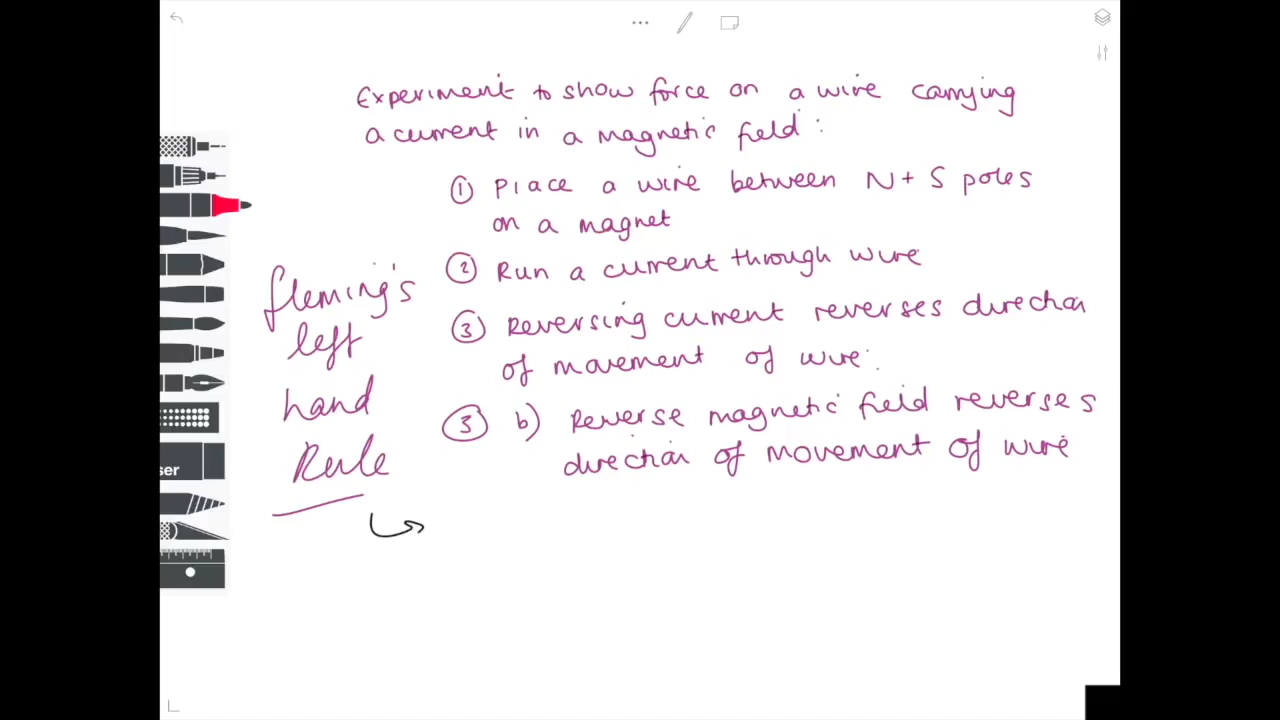 Experiment to show force on a wire carrying
a current in a magnetic field:
① Place a wire between N + S poles
on a magnet
② Run a current through wire
③ Reversing current reverses direction
of movement of wire.
③ b) Reverse magnetic field reverses
direction of movement of wire
fleming's
left
hand
Rule
ser